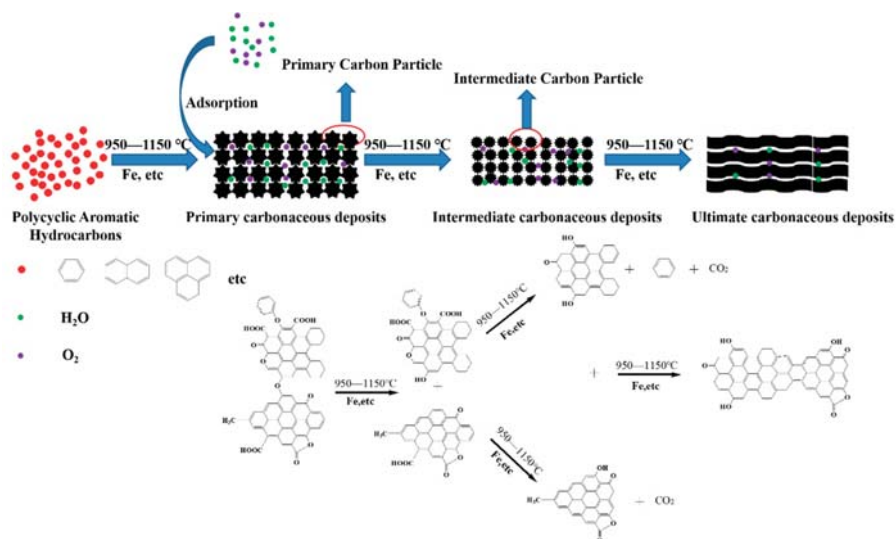 Primary Carbon Particle
Intermediate Carbon Particle
Adsorption
950—1150 ℃
Fe, etc
950—1150 ℃
Fe, etc
950—1150 ℃
Fe, etc
Polycyclic Aromatic
Hydrocarbons
Primary carbonaceous deposits
Intermediate carbonaceous deposits
Ultimate carbonaceous deposits
etc
H₂O
O₂
O
COOH
HOOC
O
O
O
O
H₃C
O
HOOC
O
950—1150℃
Fe,etc
O
COOH
HOOC
O
O
HO
+
O
H₃C
HOOC
O
O
950—1150℃
Fe,etc
HO
O
HO
+
+ CO₂
950—1150℃
Fe,etc
OH
O
H₃C
O
O
+ CO₂
+
950—1150℃
Fe,etc
HO
O
HO
OH
O
O
O